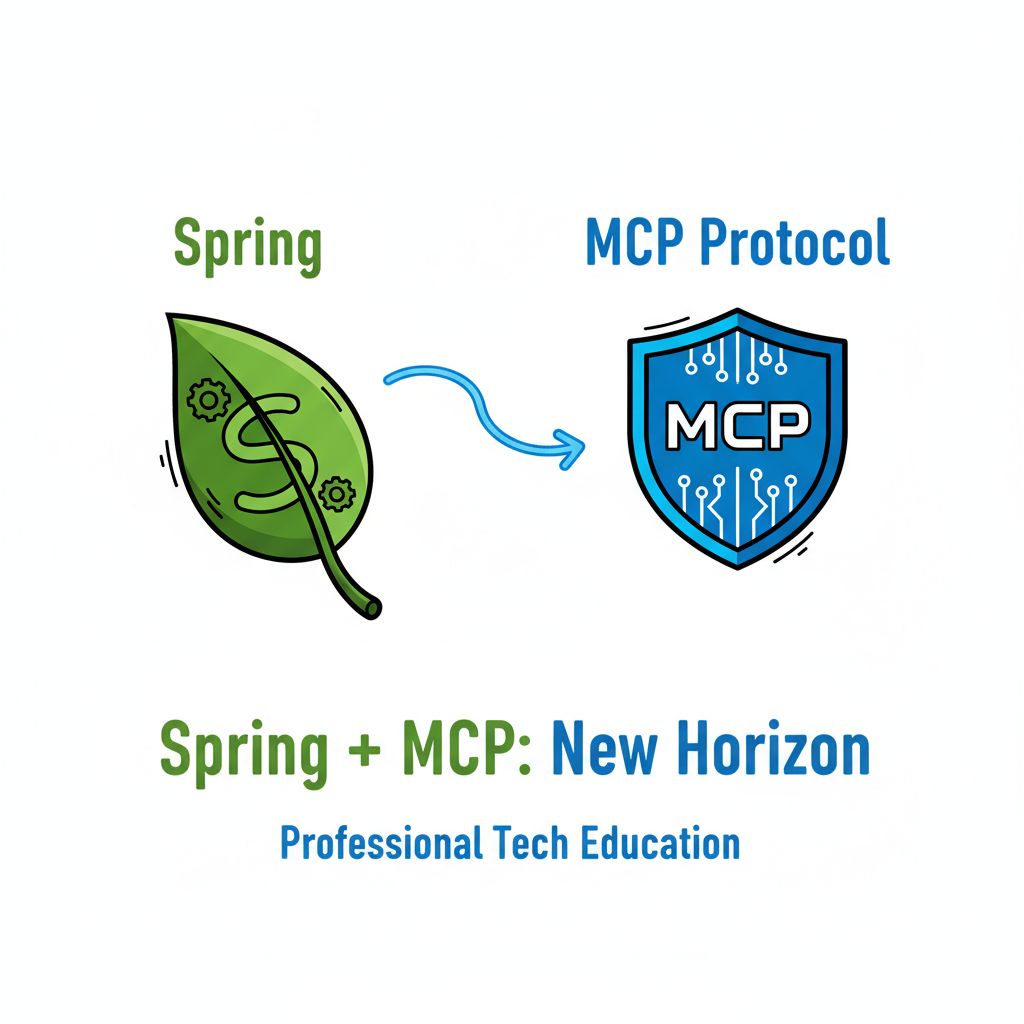 Spring
MCP Protocol
S
MCP
Spring + MCP: New Horizon
Professional Tech Education